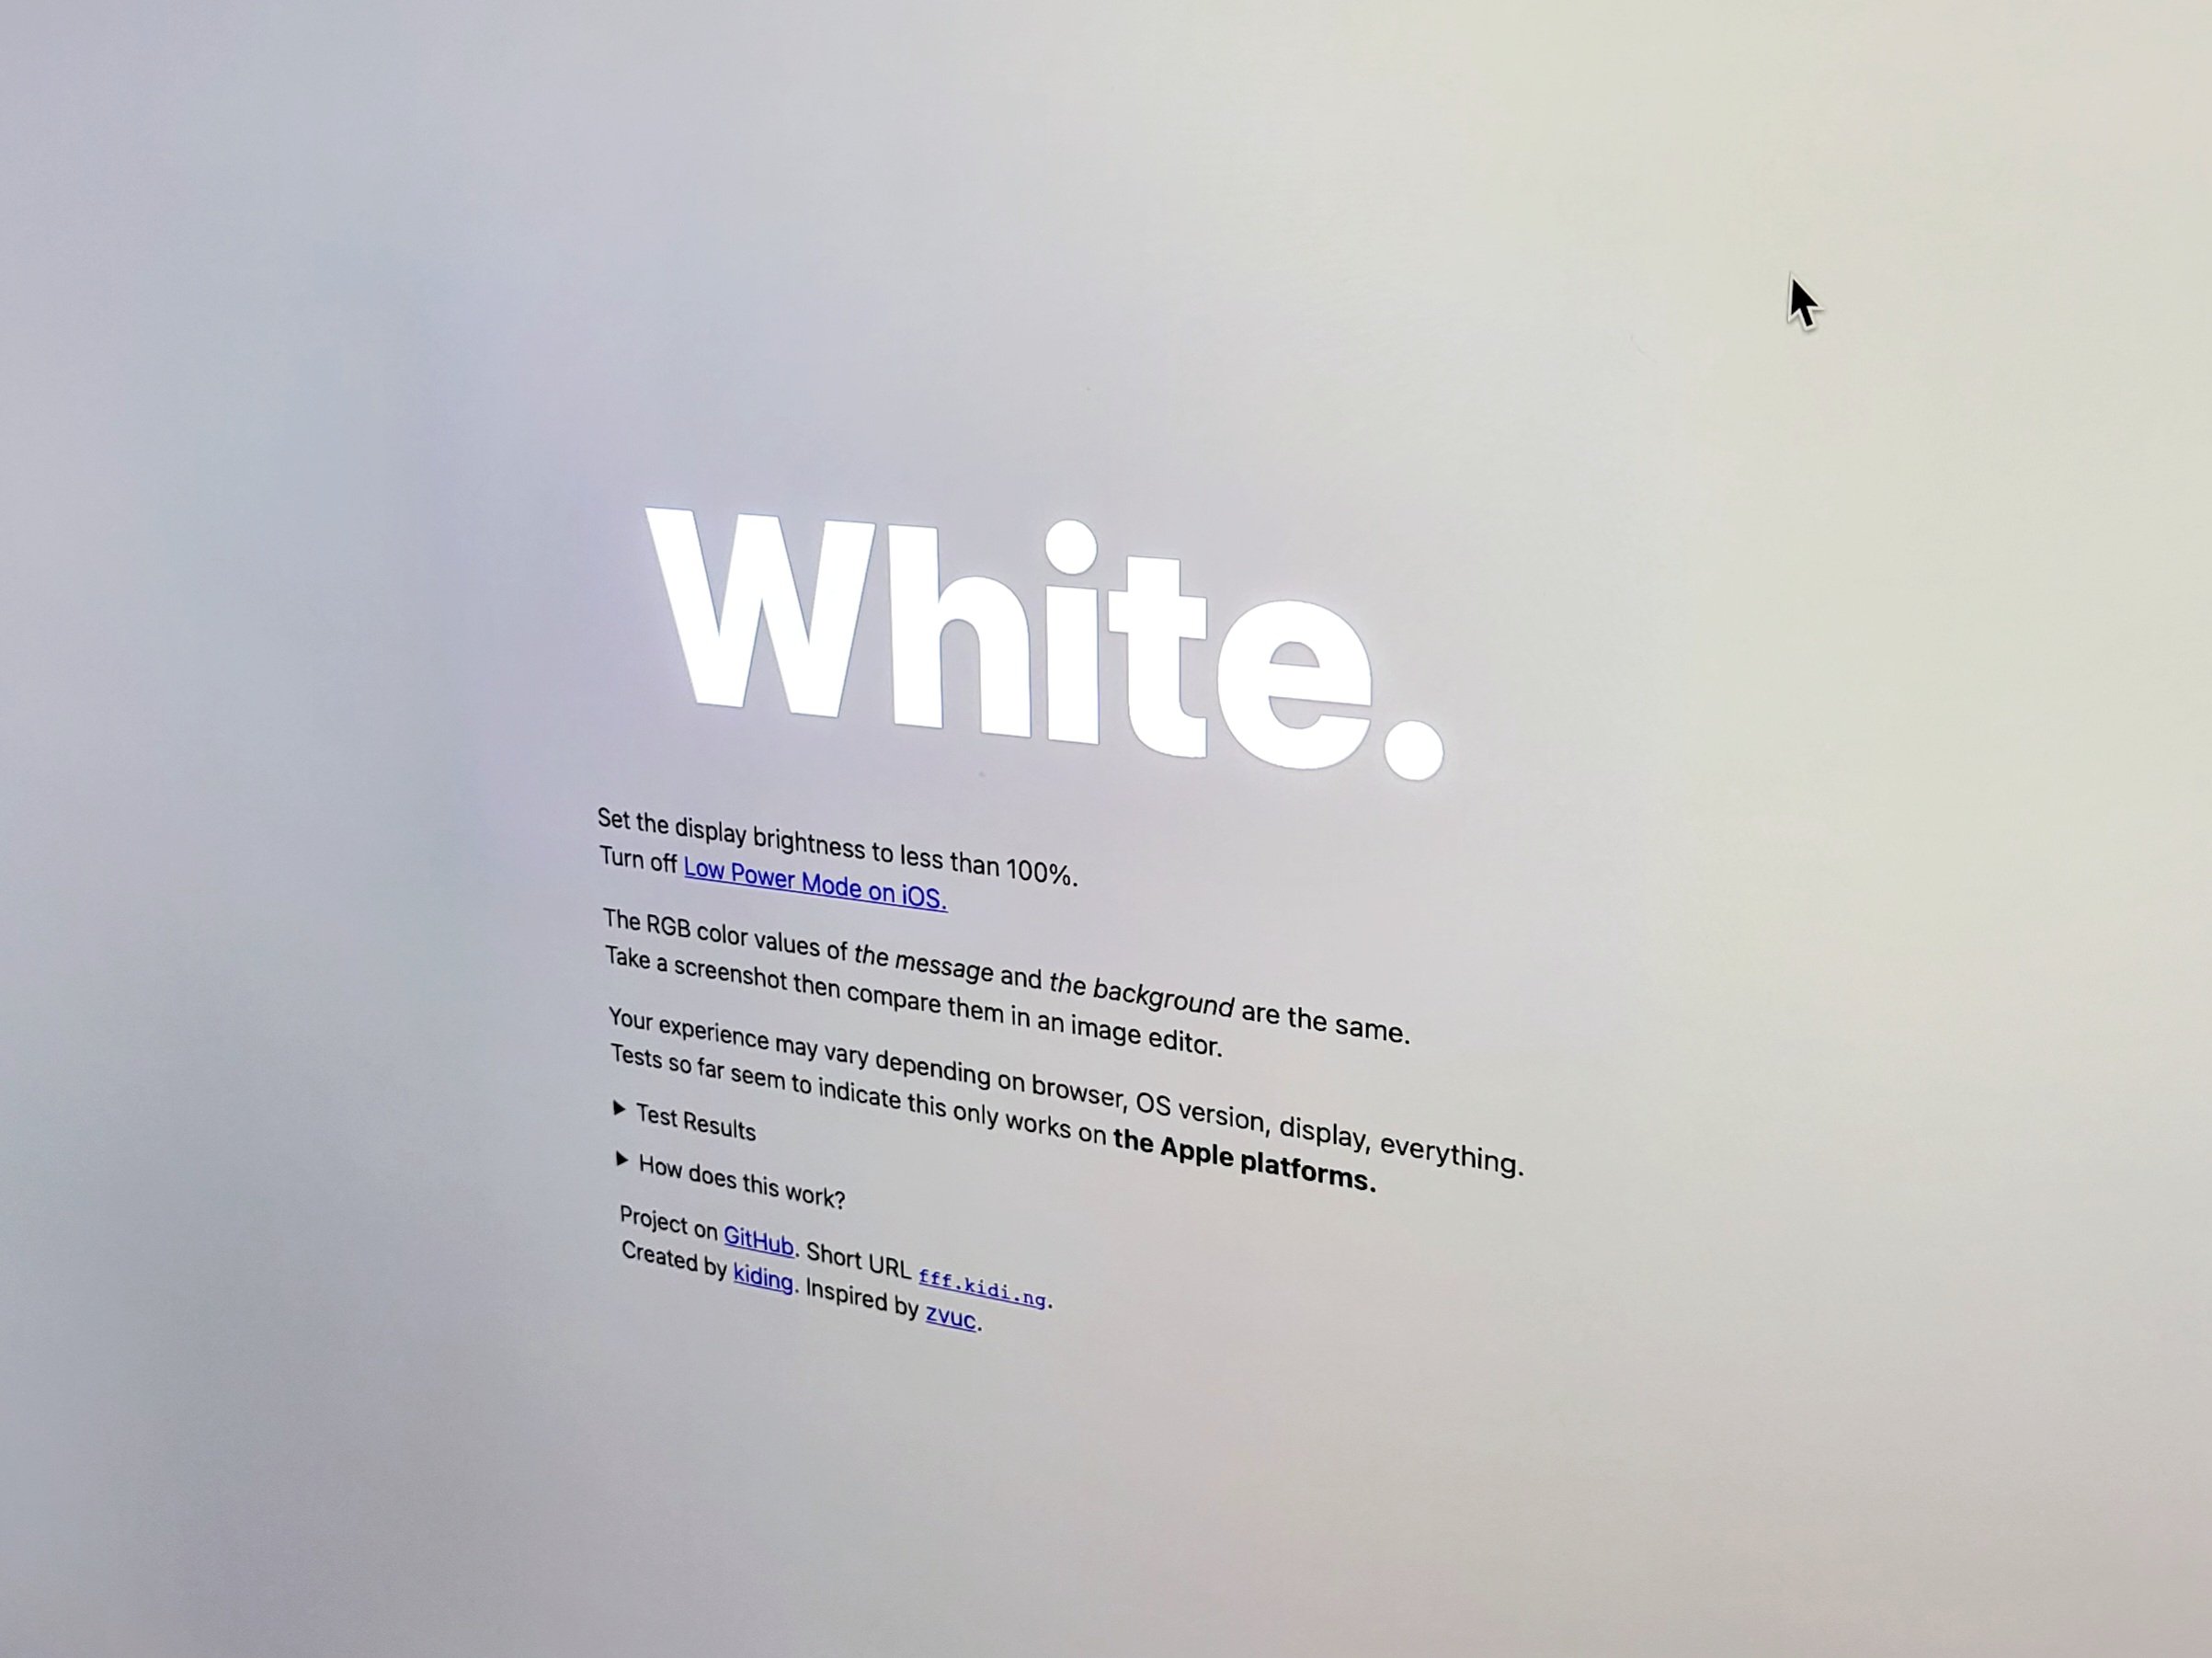 White.
Set the display brightness to less than 100%.
Turn off Low Power Mode on iOS.
The RGB color values of the message and the background are the same.
Take a screenshot then compare them in an image editor.
Your experience may vary depending on browser, OS version, display, everything.
Tests so far seem to indicate this only works on the Apple platforms.
▶ Test Results
▶ How does this work?
Project on GitHub. Short URL fff.kidi.ng.
Created by kiding. Inspired by zvuc.